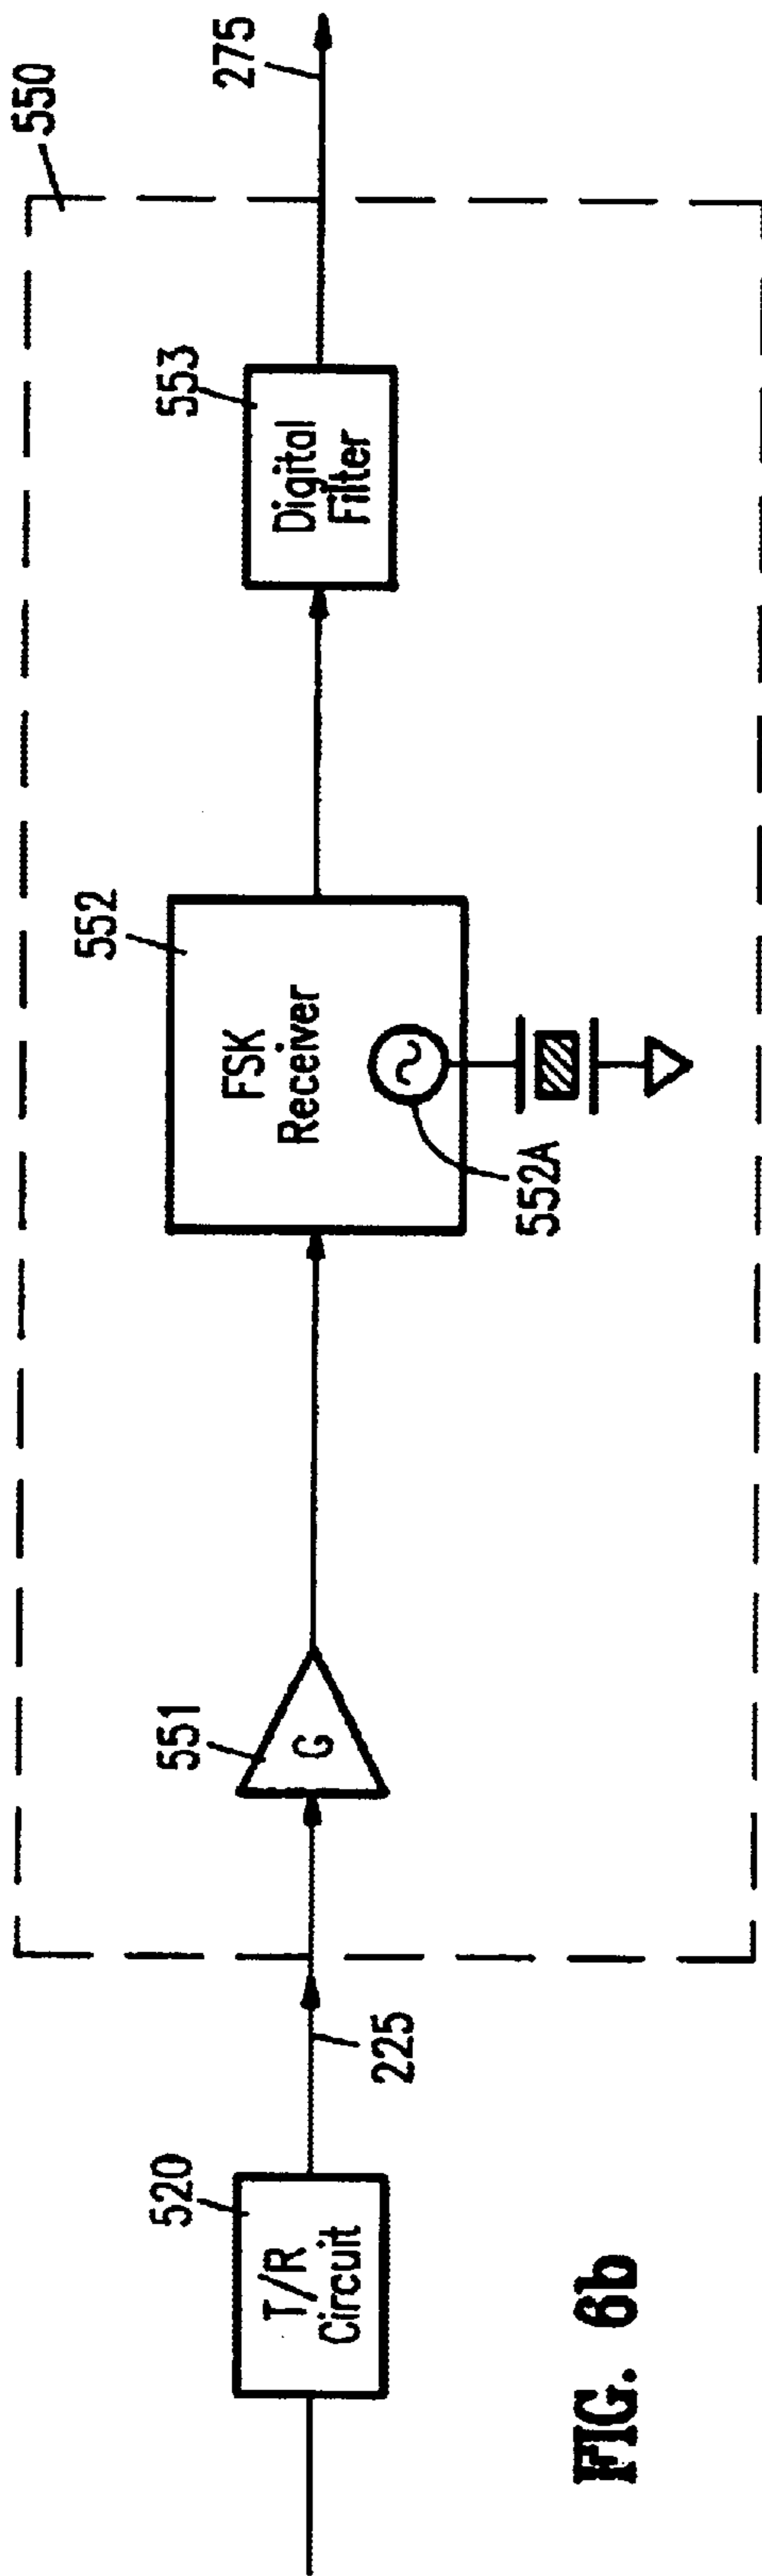 550
520
T/R
Circuit
225
551
G
552
FSK
Receiver
552A
553
Digital
Filter
275
FIG. 6b